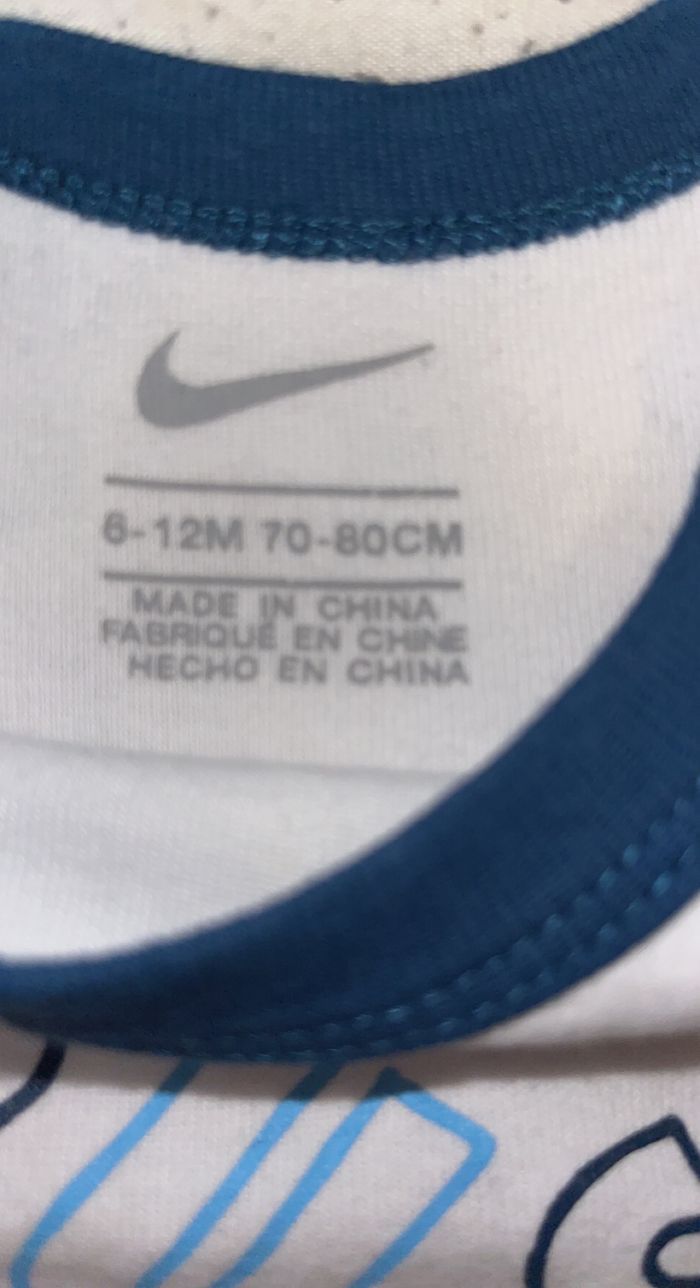 6-12M 70-80CM
MADE IN CHINA
FABRIQUÉ EN CHINE
HECHO EN CHINA